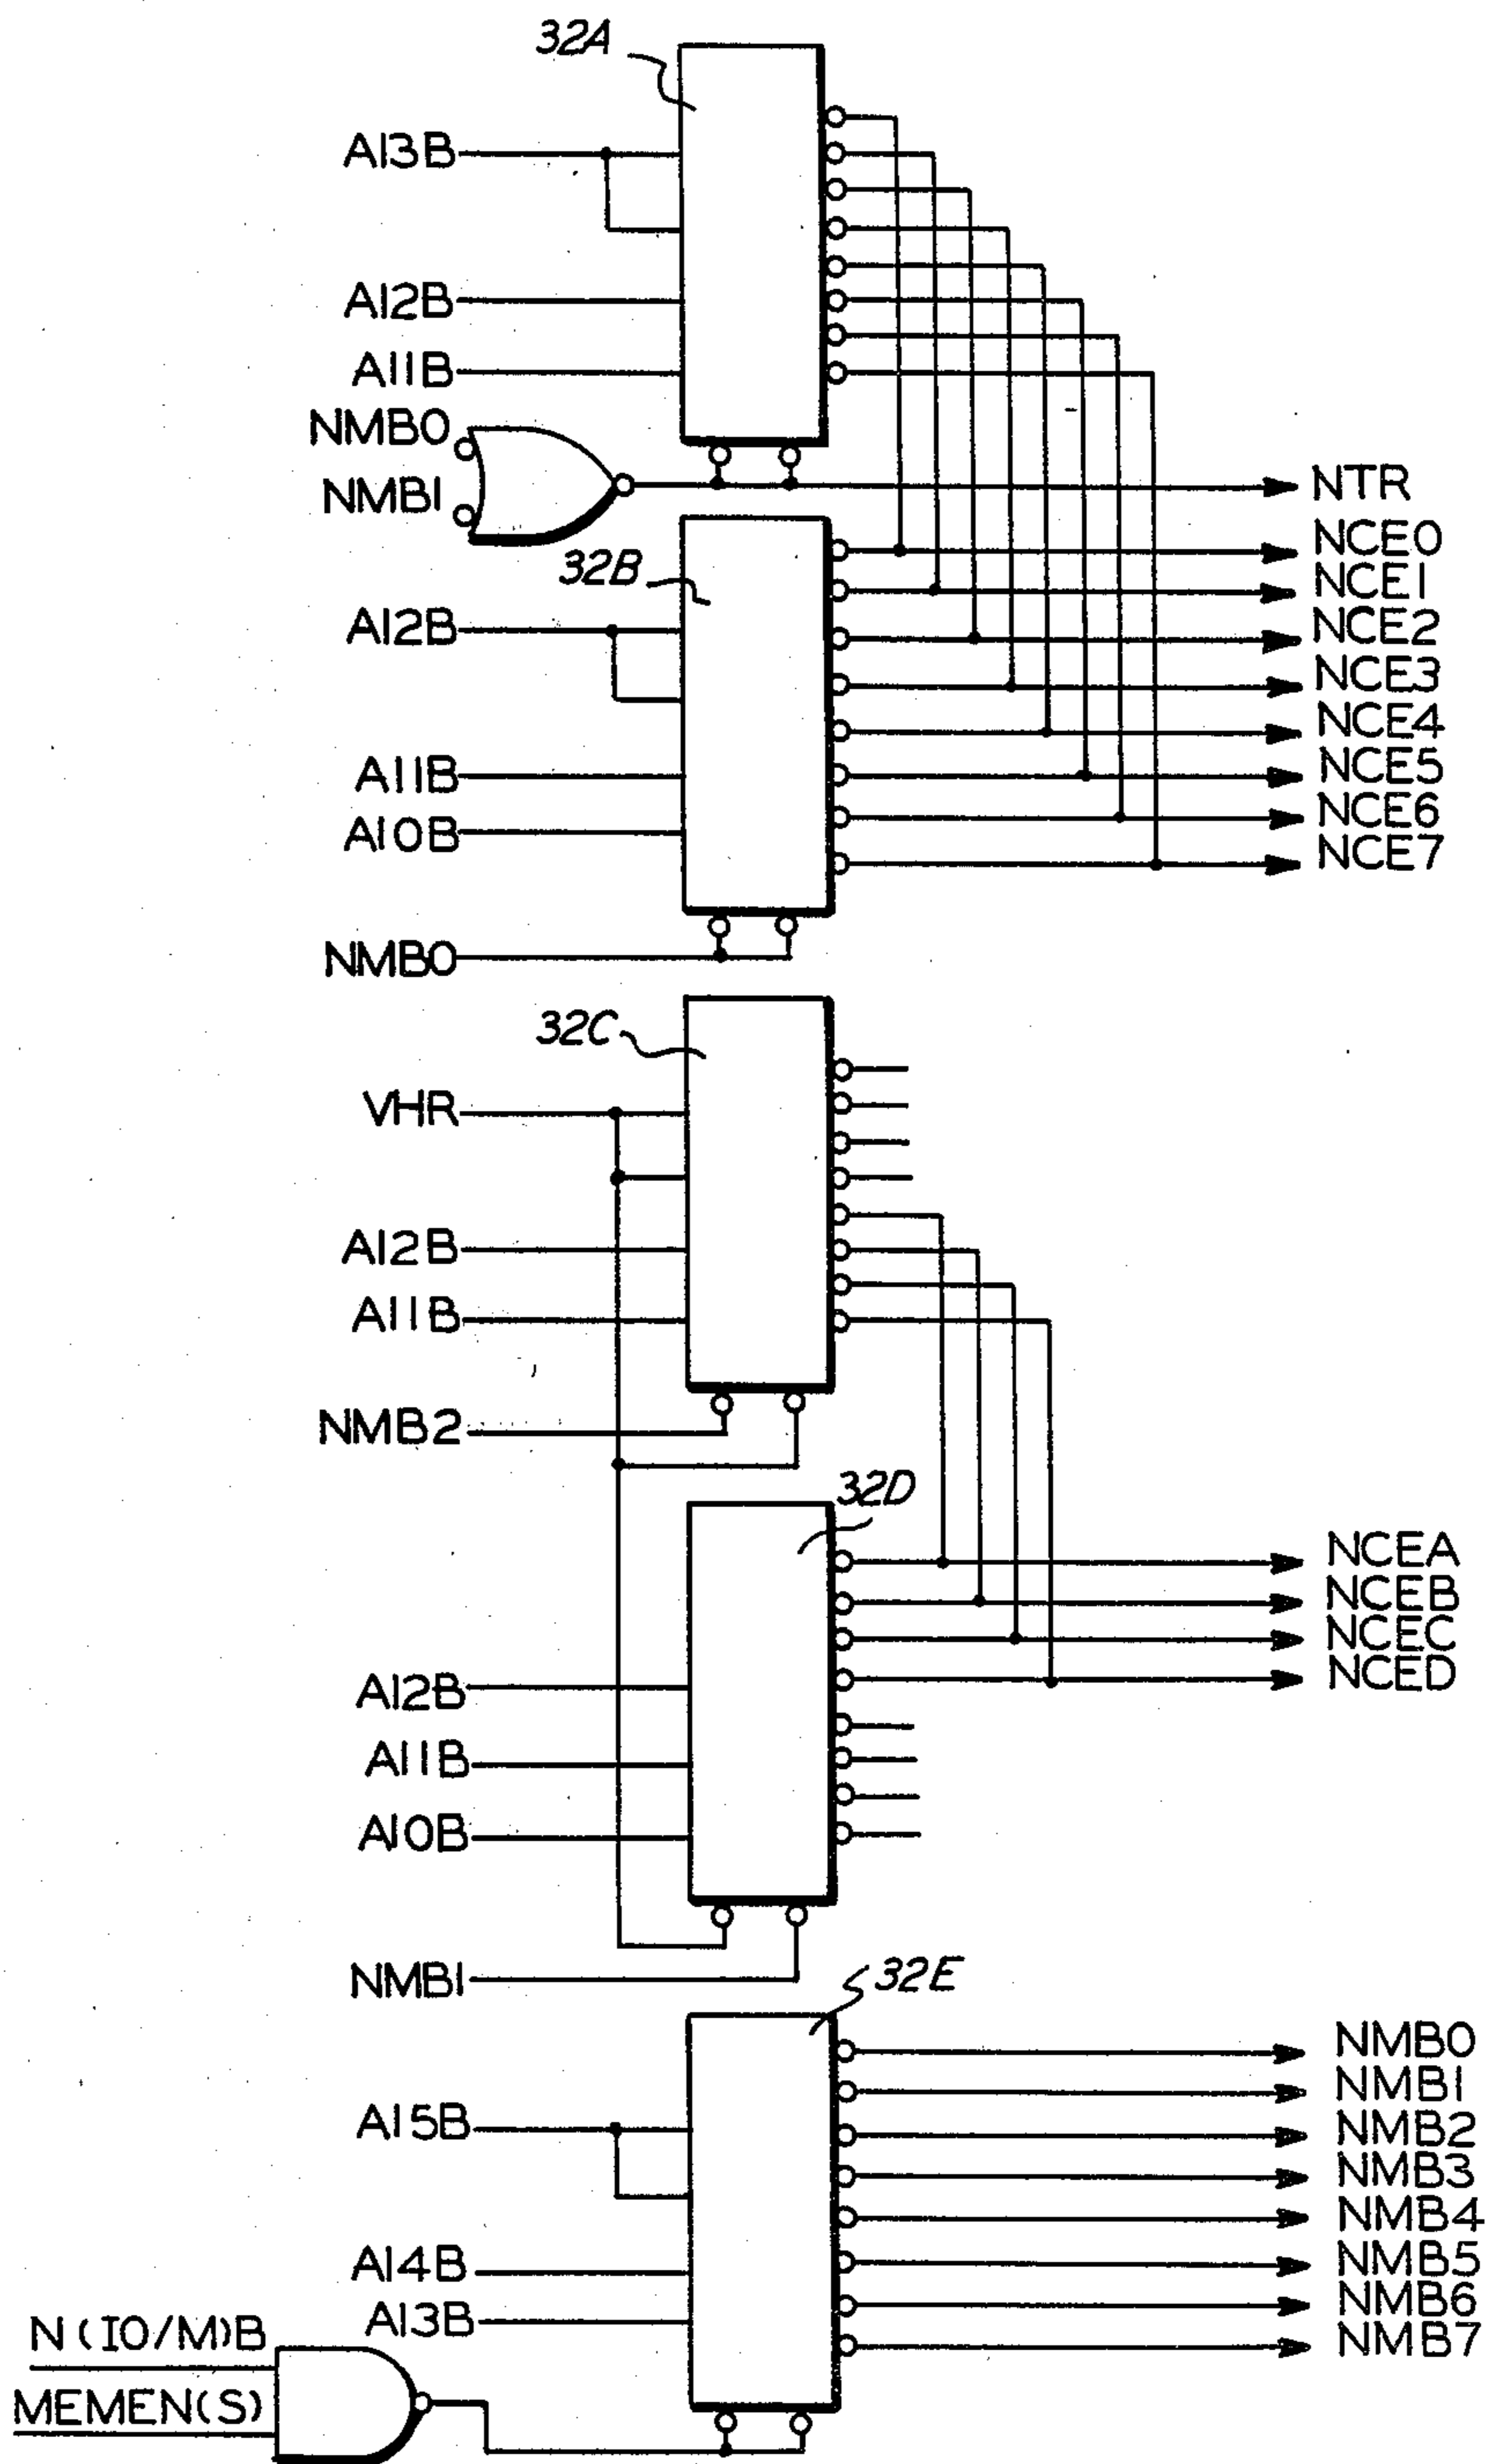 32A
A13B
A12B
A11B
NMB0
NMB1
NTR
NCE0
32B
NCE1
A12B
NCE2
NCE3
NCE4
A11B
NCE5
NCE6
A10B
NCE7
NMB0
32C
VHR
A12B
A11B
NMB2
32D
NCEA
NCEB
NCEC
NCED
A12B
A11B
A10B
NMB1
32E
NMB0
NMB1
A15B
NMB2
NMB3
NMB4
A14B
NMB5
NMB6
A13B
NMB7
N(IO/M)B
MEMEN(S)